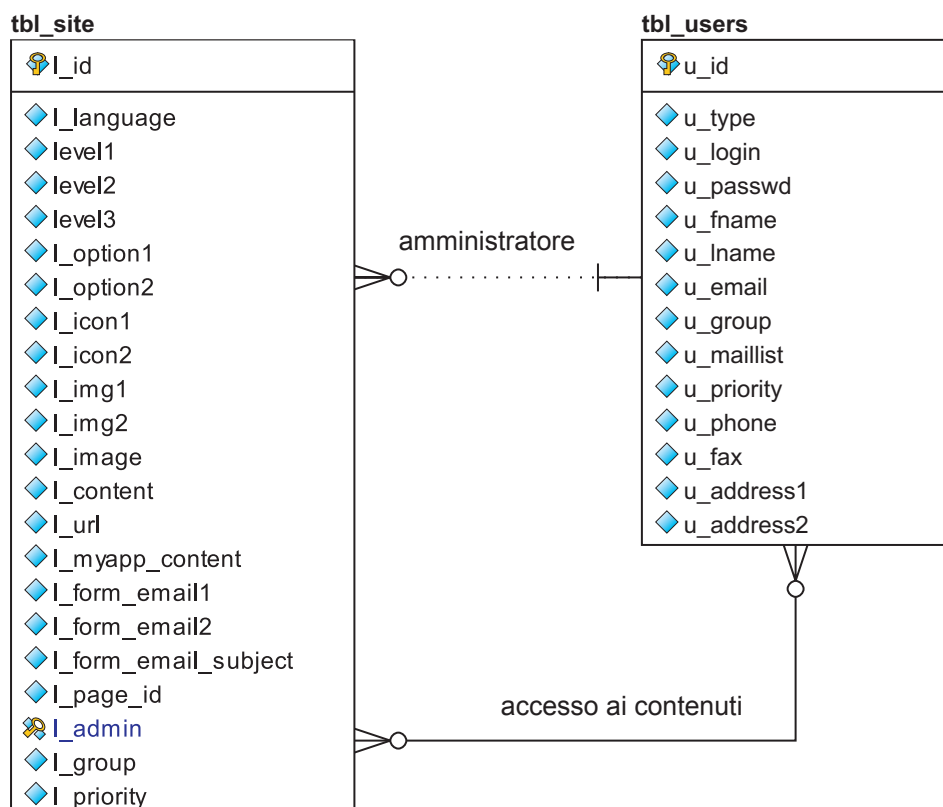 tbl_site
l_id
l_language
level1
level2
level3
l_option1
l_option2
l_icon1
l_icon2
l_img1
l_img2
l_image
l_content
l_url
l_myapp_content
l_form_email1
l_form_email2
l_form_email_subject
l_page_id
l_admin
l_group
l_priority
amministratore
accesso ai contenuti
tbl_users
u_id
u_type
u_login
u_passwd
u_fname
u_lname
u_email
u_group
u_maillist
u_priority
u_phone
u_fax
u_address1
u_address2